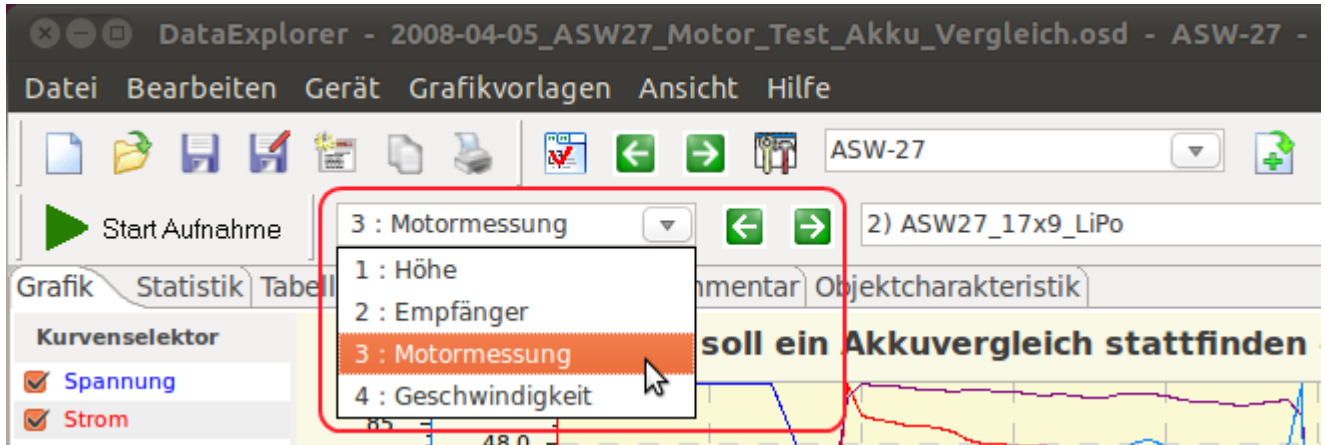 DataExplorer - 2008-04-05_ASW27_Motor_Test_Akku_Vergleich.osd - ASW-27 -
Datei Bearbeiten Gerät Grafikvorlagen Ansicht Hilfe
ASW-27
Start Aufnahme
3 : Motormessung
2) ASW27_17x9_LiPo
1 : Höhe
2 : Empfänger
3 : Motormessung
4 : Geschwindigkeit
Grafik Statistik Objektcharakteristik
Kurvenselektor
soll ein Akkuvergleich stattfinden
Spannung
Strom
85
48.0